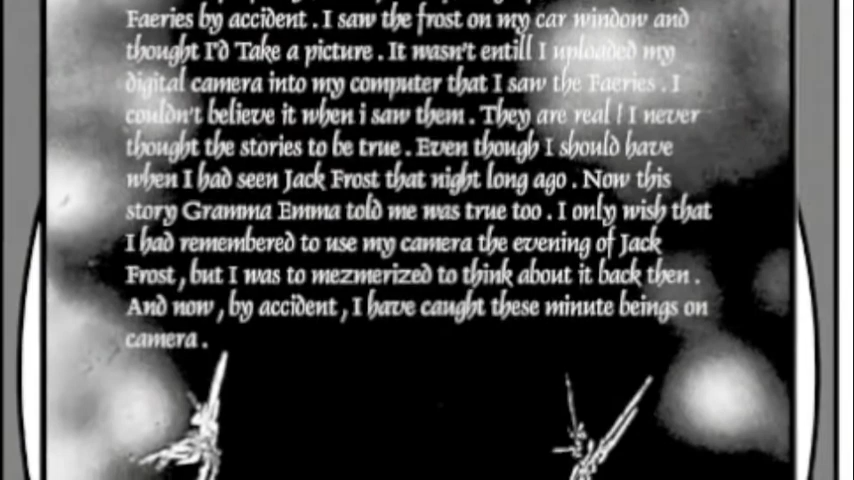 Faeries by accident . I saw the frost on my car window and
thought I'd Take a picture . It wasn't entill I uploaded my
digital camera into my computer that I saw the Faeries . I
couldn't believe it when i saw them . They are real ! I never
thought the stories to be true . Even though I should have
when I had seen Jack Frost that night long ago . Now this
story Gramma Emma told me was true too . I only wish that
I had remembered to use my camera the evening of Jack
Frost , but I was to mezmerized to think about it back then .
And now , by accident , I have caught these minute beings on
camera .